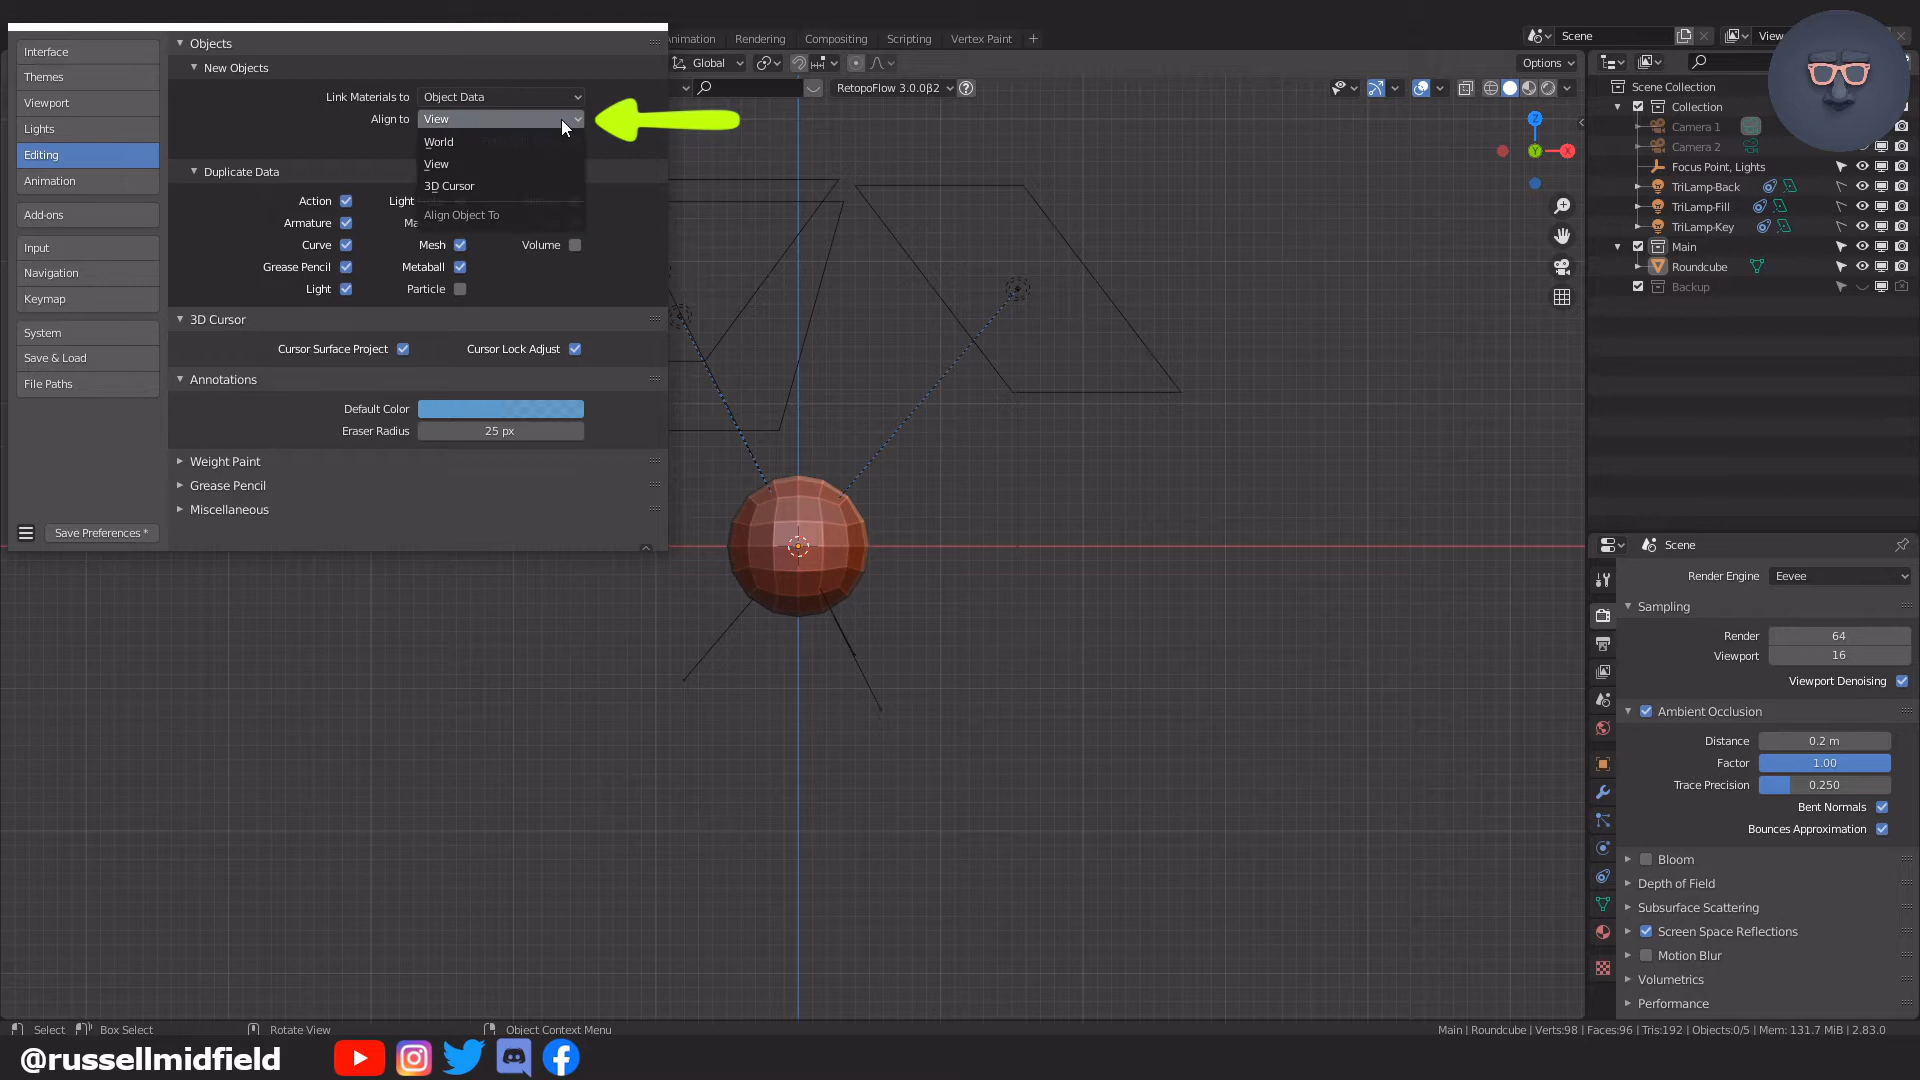 Animation
Rendering
Compositing
Scripting
Vertex Paint
Scene
View
Global
Options
RetopoFlow 3.0.0β2
Interface
Themes
Viewport
Lights
Editing
Animation
Add-ons
Input
Navigation
Keymap
System
Save & Load
File Paths
Save Preferences *
Objects
New Objects
Link Materials to Object Data
Align to View
World
View
3D Cursor
Align Object To
Duplicate Data
Action
Light
Armature
Ma
Curve
Mesh
Volume
Grease Pencil
Metaball
Light
Particle
3D Cursor
Cursor Surface Project
Cursor Lock Adjust
Annotations
Default Color
Eraser Radius 25 px
Weight Paint
Grease Pencil
Miscellaneous
Z
Y
X
Scene Collection
Collection
Camera 1
Camera 2
Focus Point, Lights
TriLamp-Back
TriLamp-Fill
TriLamp-Key
Main
Roundcube
Backup
Scene
Render Engine Eevee
Sampling
Render 64
Viewport 16
Viewport Denoising
Ambient Occlusion
Distance 0.2 m
Factor 1.00
Trace Precision 0.250
Bent Normals
Bounces Approximation
Bloom
Depth of Field
Subsurface Scattering
Screen Space Reflections
Motion Blur
Volumetrics
Performance
Select
Box Select
Rotate View
Object Context Menu
Main | Roundcube | Verts:98 | Faces:96 | Tris:192 | Objects:0/5 | Mem: 131.7 MiB | 2.83.0
@russellmidfield